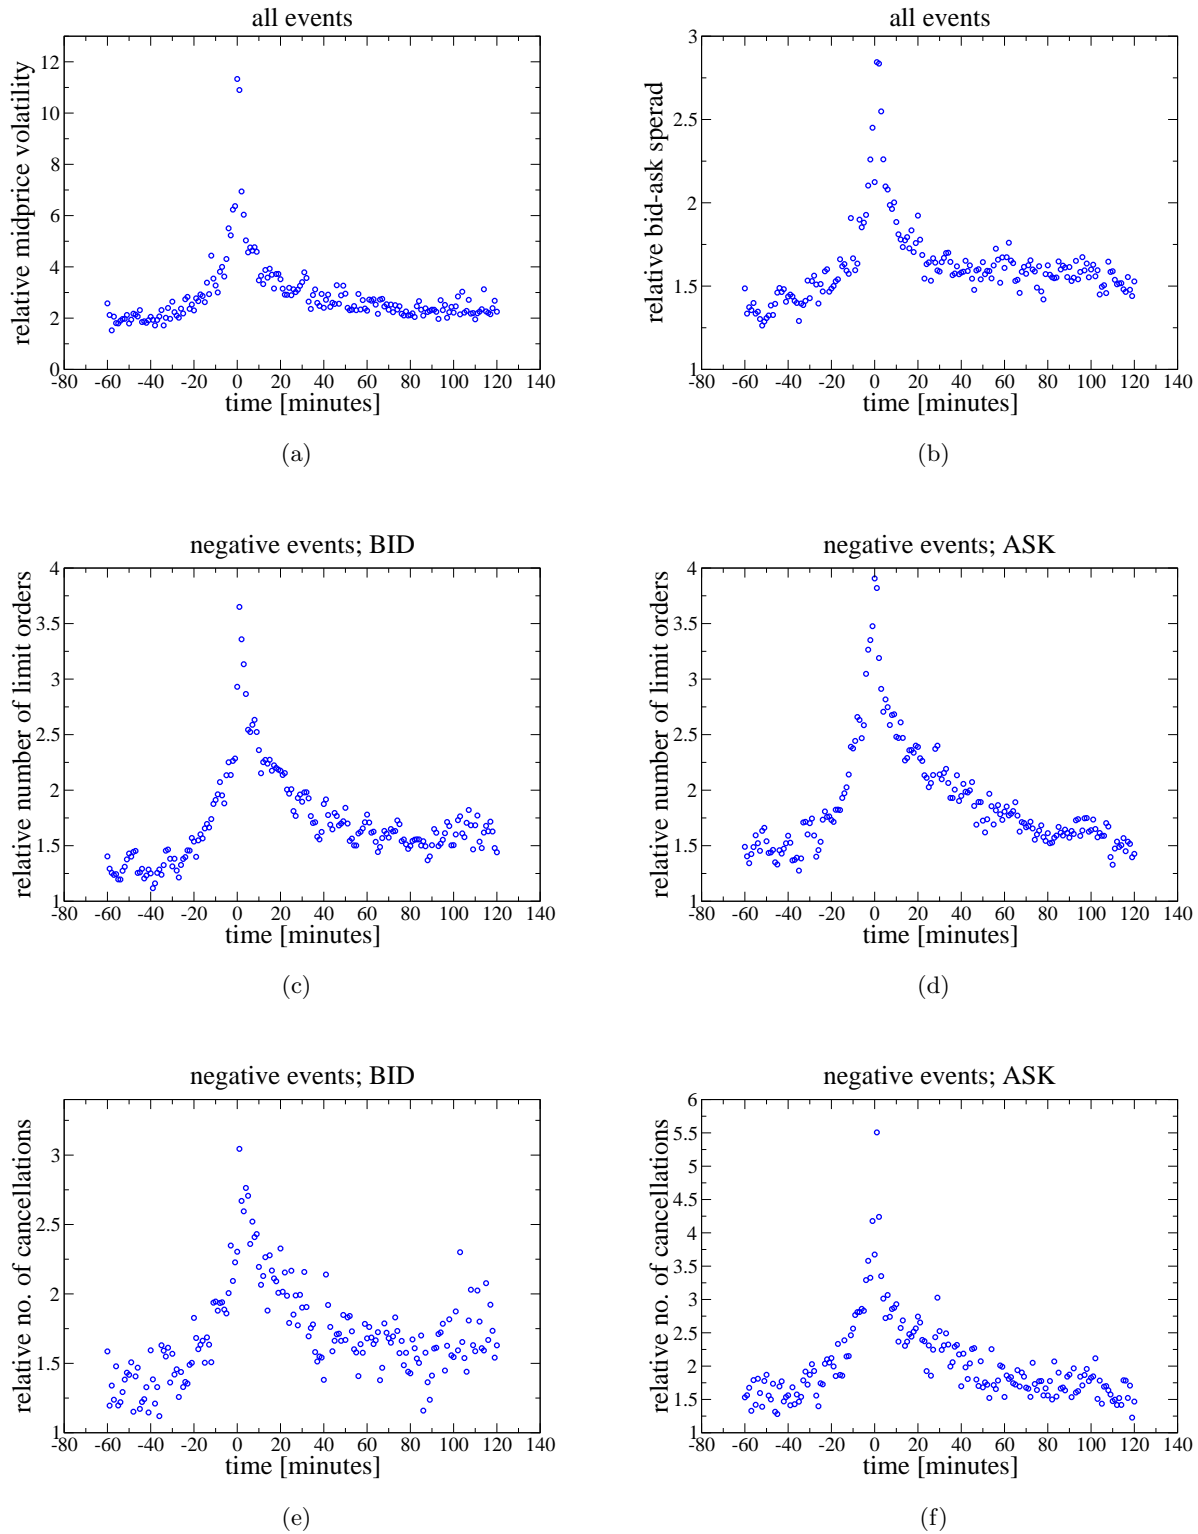 all events
relative midprice volatility
12
10
8
6
4
2
0
-80 -60 -40 -20 0 20 40 60 80 100 120 140
time [minutes]
(a)
all events
relative bid-ask sperad
3
2.5
2
1.5
1
-80 -60 -40 -20 0 20 40 60 80 100 120 140
time [minutes]
(b)
negative events; BID
relative number of limit orders
4
3.5
3
2.5
2
1.5
1
-80 -60 -40 -20 0 20 40 60 80 100 120 140
time [minutes]
(c)
negative events; ASK
relative number of limit orders
4
3.5
3
2.5
2
1.5
1
-80 -60 -40 -20 0 20 40 60 80 100 120 140
time [minutes]
(d)
negative events; BID
relative no. of cancellations
3
2.5
2
1.5
1
-80 -60 -40 -20 0 20 40 60 80 100 120 140
time [minutes]
(e)
negative events; ASK
relative no. of cancellations
6
5.5
5
4.5
4
3.5
3
2.5
2
1.5
1
-80 -60 -40 -20 0 20 40 60 80 100 120 140
time [minutes]
(f)